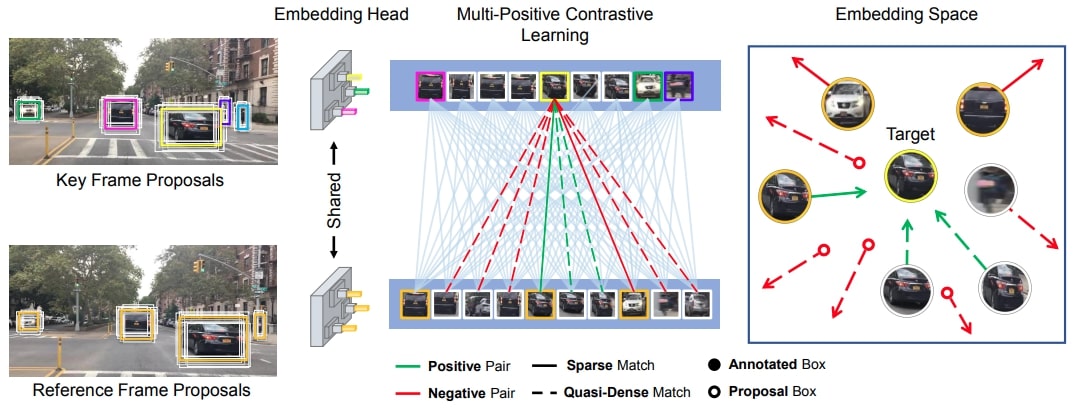 Embedding Head
Multi-Positive Contrastive
Learning
Embedding Space
Key Frame Proposals
Shared
Target
Reference Frame Proposals
Positive Pair
Sparse Match
Annotated Box
Negative Pair
Quasi-Dense Match
Proposal Box